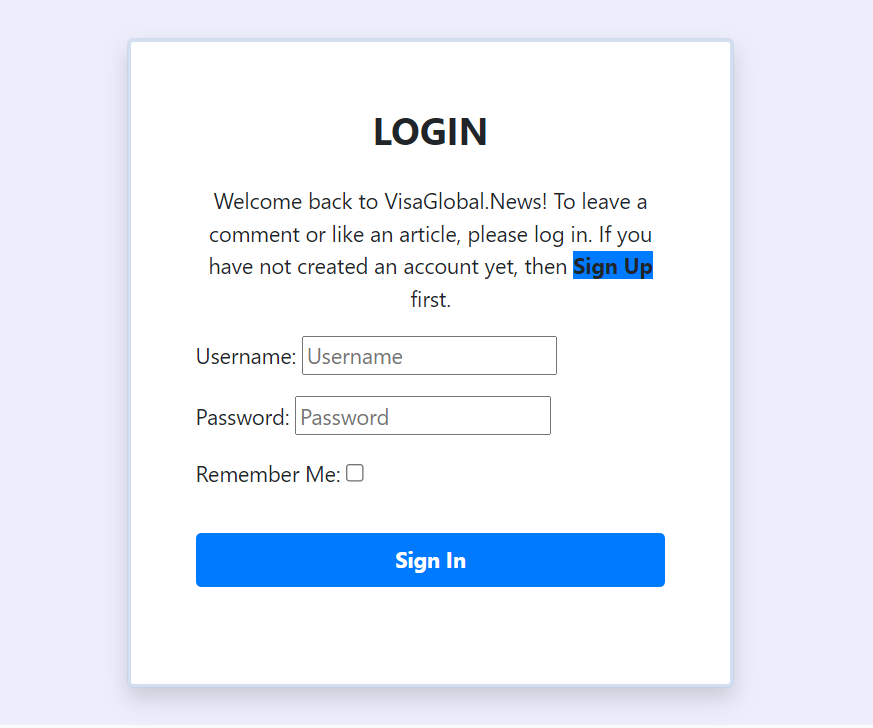 LOGIN
Welcome back to VisaGlobal.News! To leave a
comment or like an article, please log in. If you
have not created an account yet, then Sign Up
first.
Username: Username
Password: Password
Remember Me:
Sign In